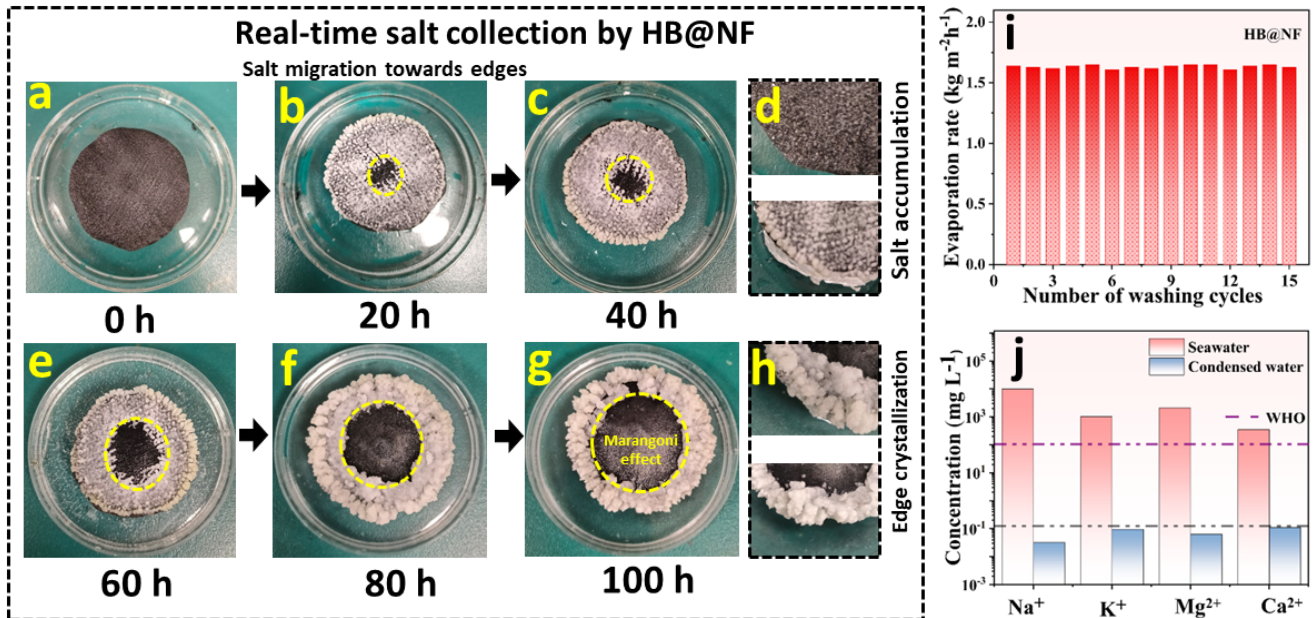 Real-time salt collection by HB@NF
Salt migration towards edges
a
b
c
d
0 h
20 h
40 h
Salt accumulation
e
f
g
Marangoni
effect
h
60 h
80 h
100 h
Edge crystallization
i
HB@NF
Evaporation rate (kg m⁻²h⁻¹)
2.0
1.5
1.0
0.5
0.0
0 3 6 9 12 15
Number of washing cycles
j
Seawater
Condensed water
WHO
Concentration (mg L⁻¹)
10⁵
10³
10¹
10⁻¹
10⁻³
Na⁺ K⁺ Mg²⁺ Ca²⁺